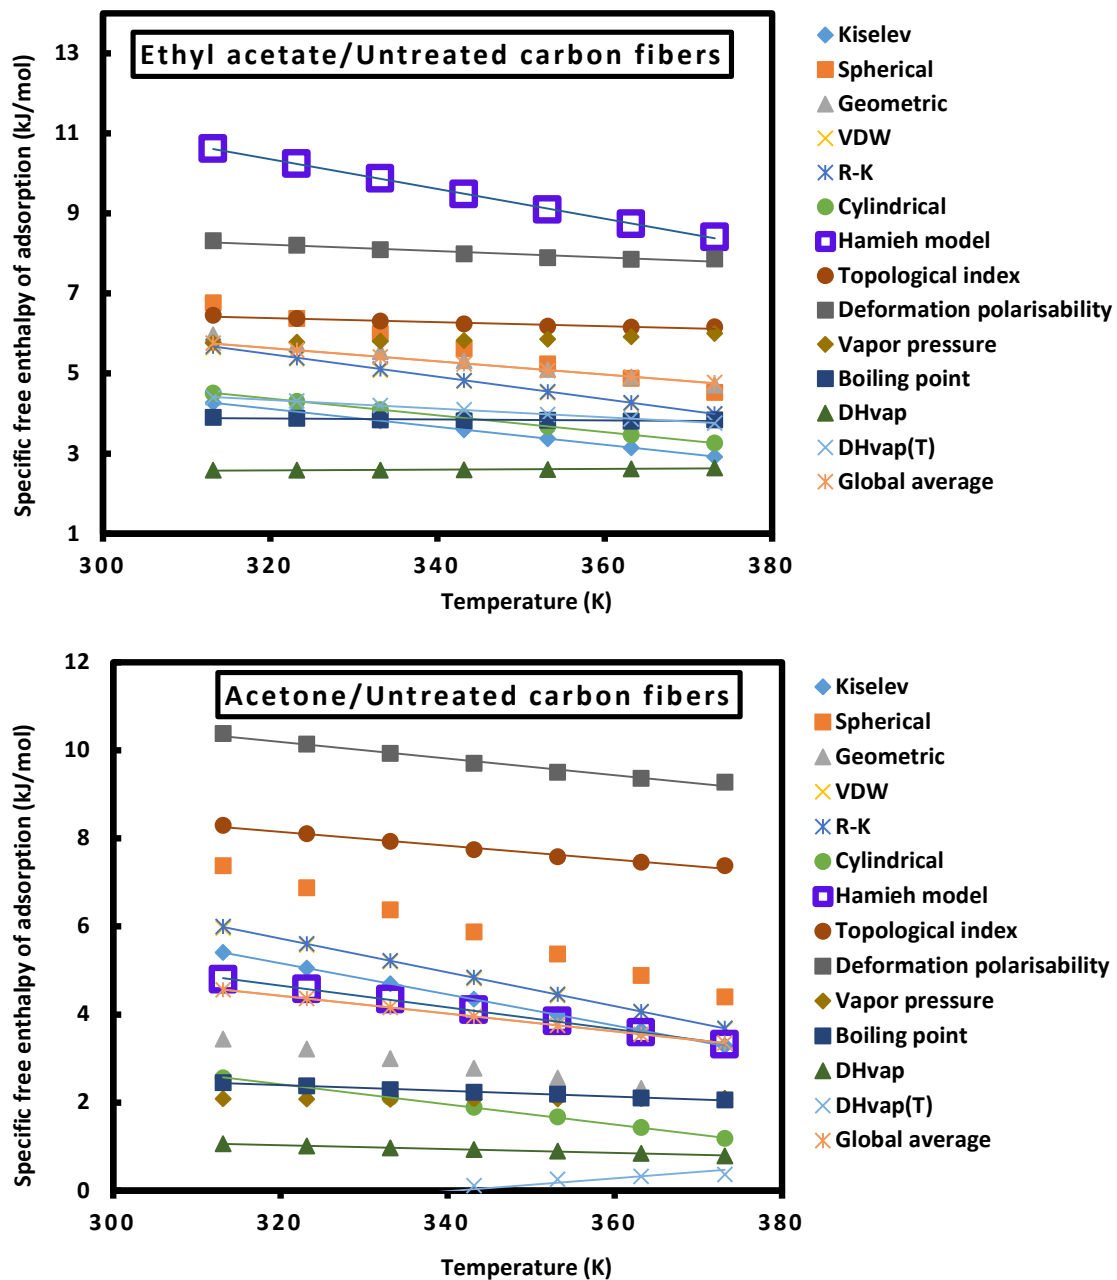 Ethyl acetate/Untreated carbon fibers
Specific free enthalpy of adsorption (kJ/mol)
13
11
9
7
5
3
1
300
320
340
360
380
Temperature (K)
Kiselev
Spherical
Geometric
VDW
R-K
Cylindrical
Hamieh model
Topological index
Deformation polarisability
Vapor pressure
Boiling point
DHvap
DHvap(T)
Global average
Acetone/Untreated carbon fibers
Specific free enthalpy of adsorption (kJ/mol)
12
10
8
6
4
2
0
300
320
340
360
380
Temperature (K)
Kiselev
Spherical
Geometric
VDW
R-K
Cylindrical
Hamieh model
Topological index
Deformation polarisability
Vapor pressure
Boiling point
DHvap
DHvap(T)
Global average